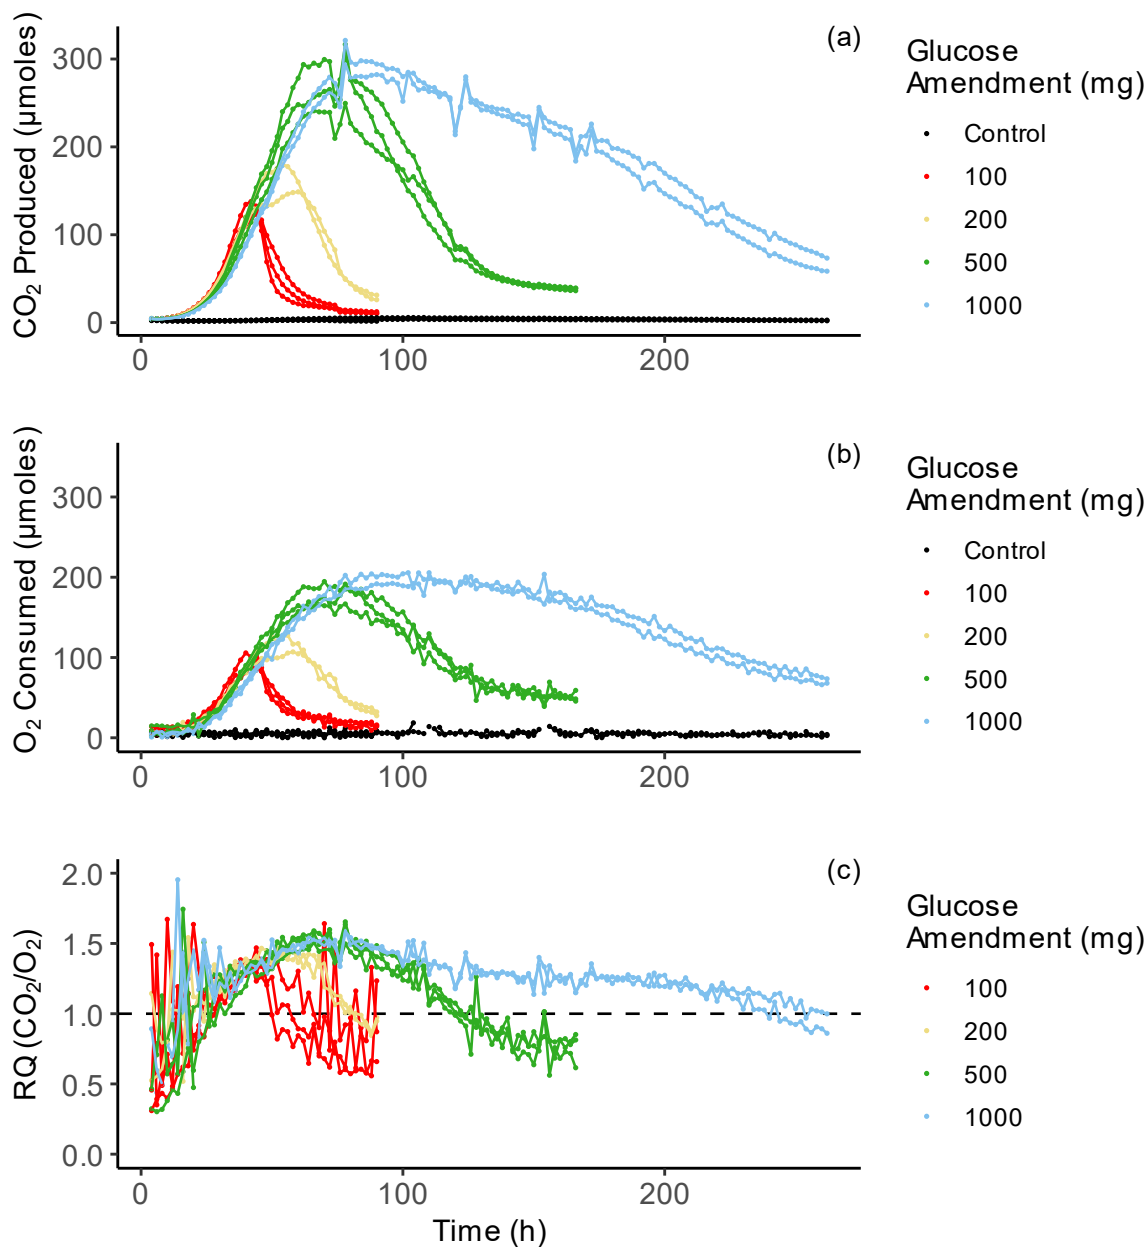 (a)
CO₂ Produced (µmoles)
300
200
100
0
0 100 200
Glucose
Amendment (mg)
Control
100
200
500
1000
(b)
O₂ Consumed (µmoles)
300
200
100
0
0 100 200
Glucose
Amendment (mg)
Control
100
200
500
1000
(c)
RQ (CO₂/O₂)
2.0
1.5
1.0
0.5
0.0
0 100 200
Time (h)
Glucose
Amendment (mg)
100
200
500
1000